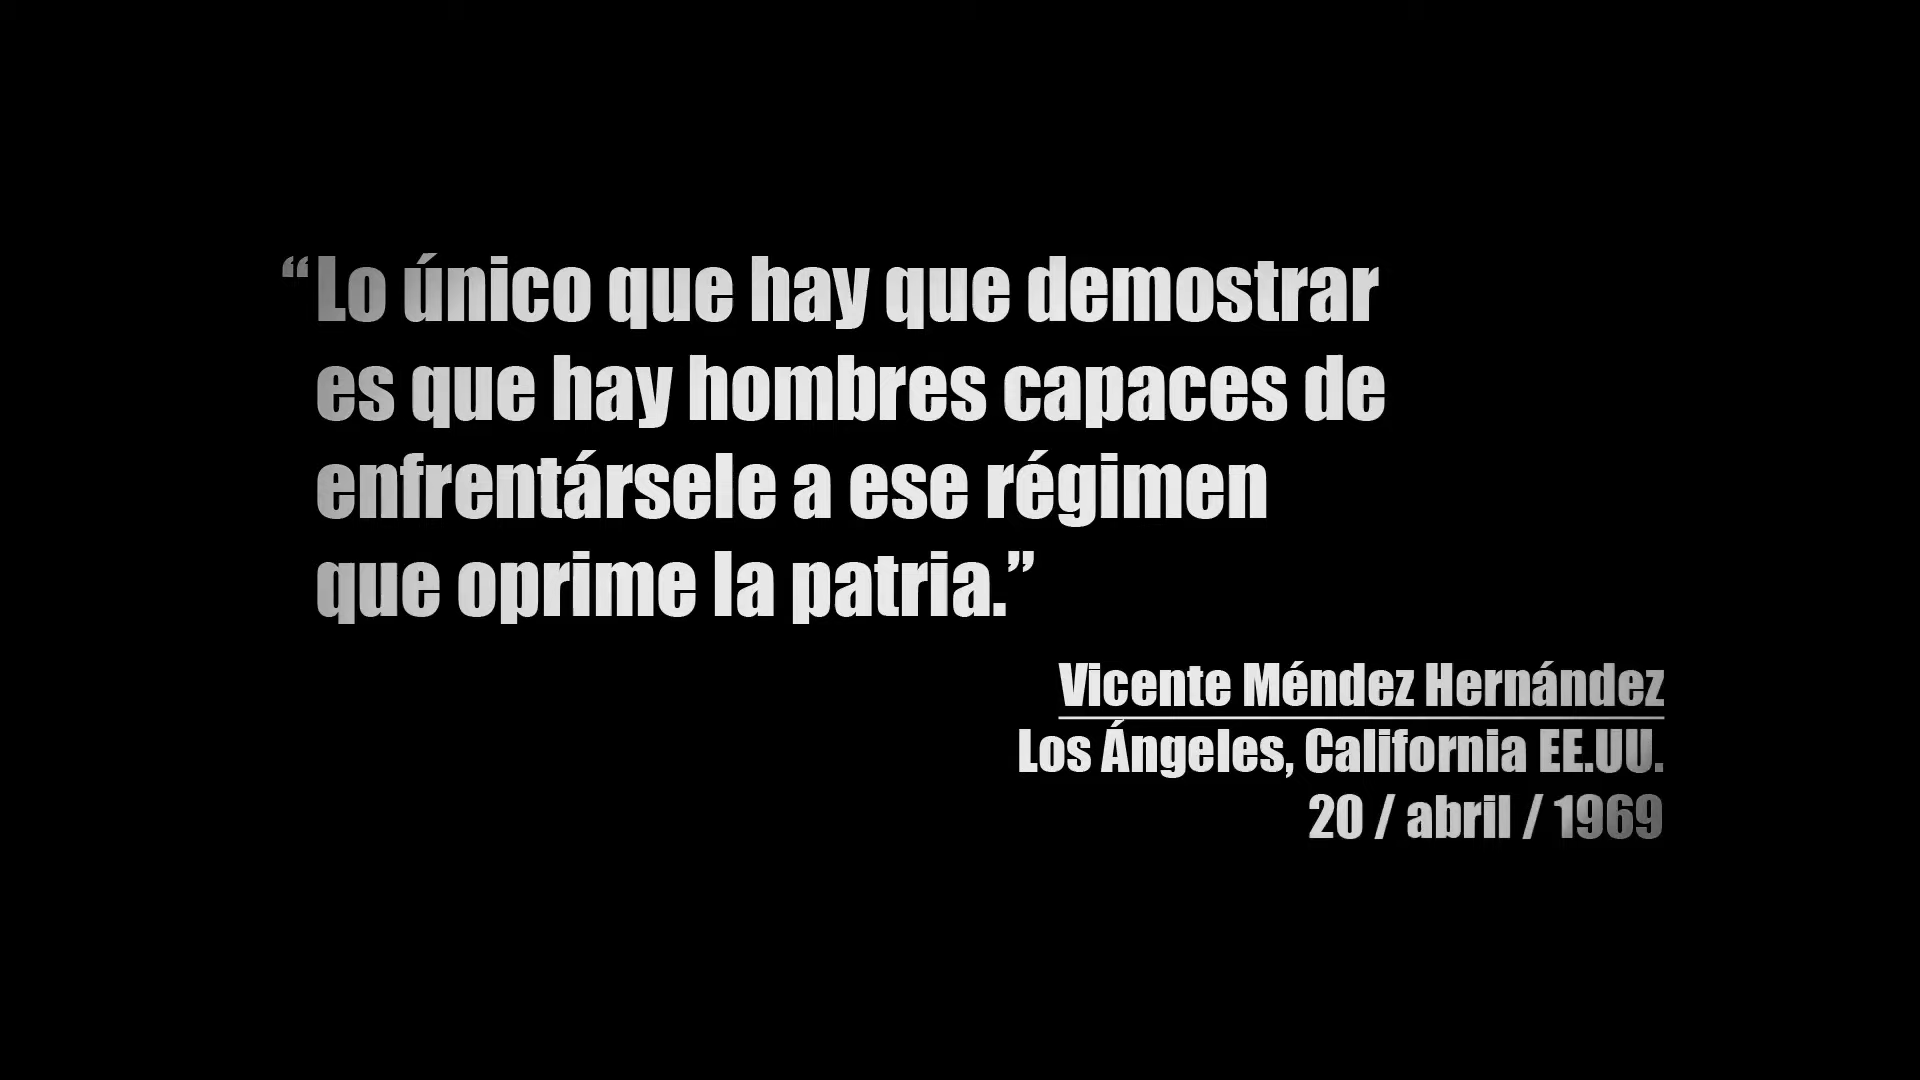 “Lo único que hay que demostrar
es que hay hombres capaces de
enfrentársele a ese régimen
que oprime la patria.”
Vicente Méndez Hernández
Los Ángeles, California EE.UU.
20 / abril / 1969